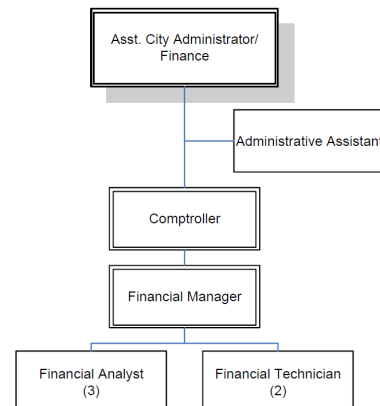 Asst. City Administrator/
Finance
Administrative Assistant
Comptroller
Financial Manager
Financial Analyst
(3)
Financial Technician
(2)